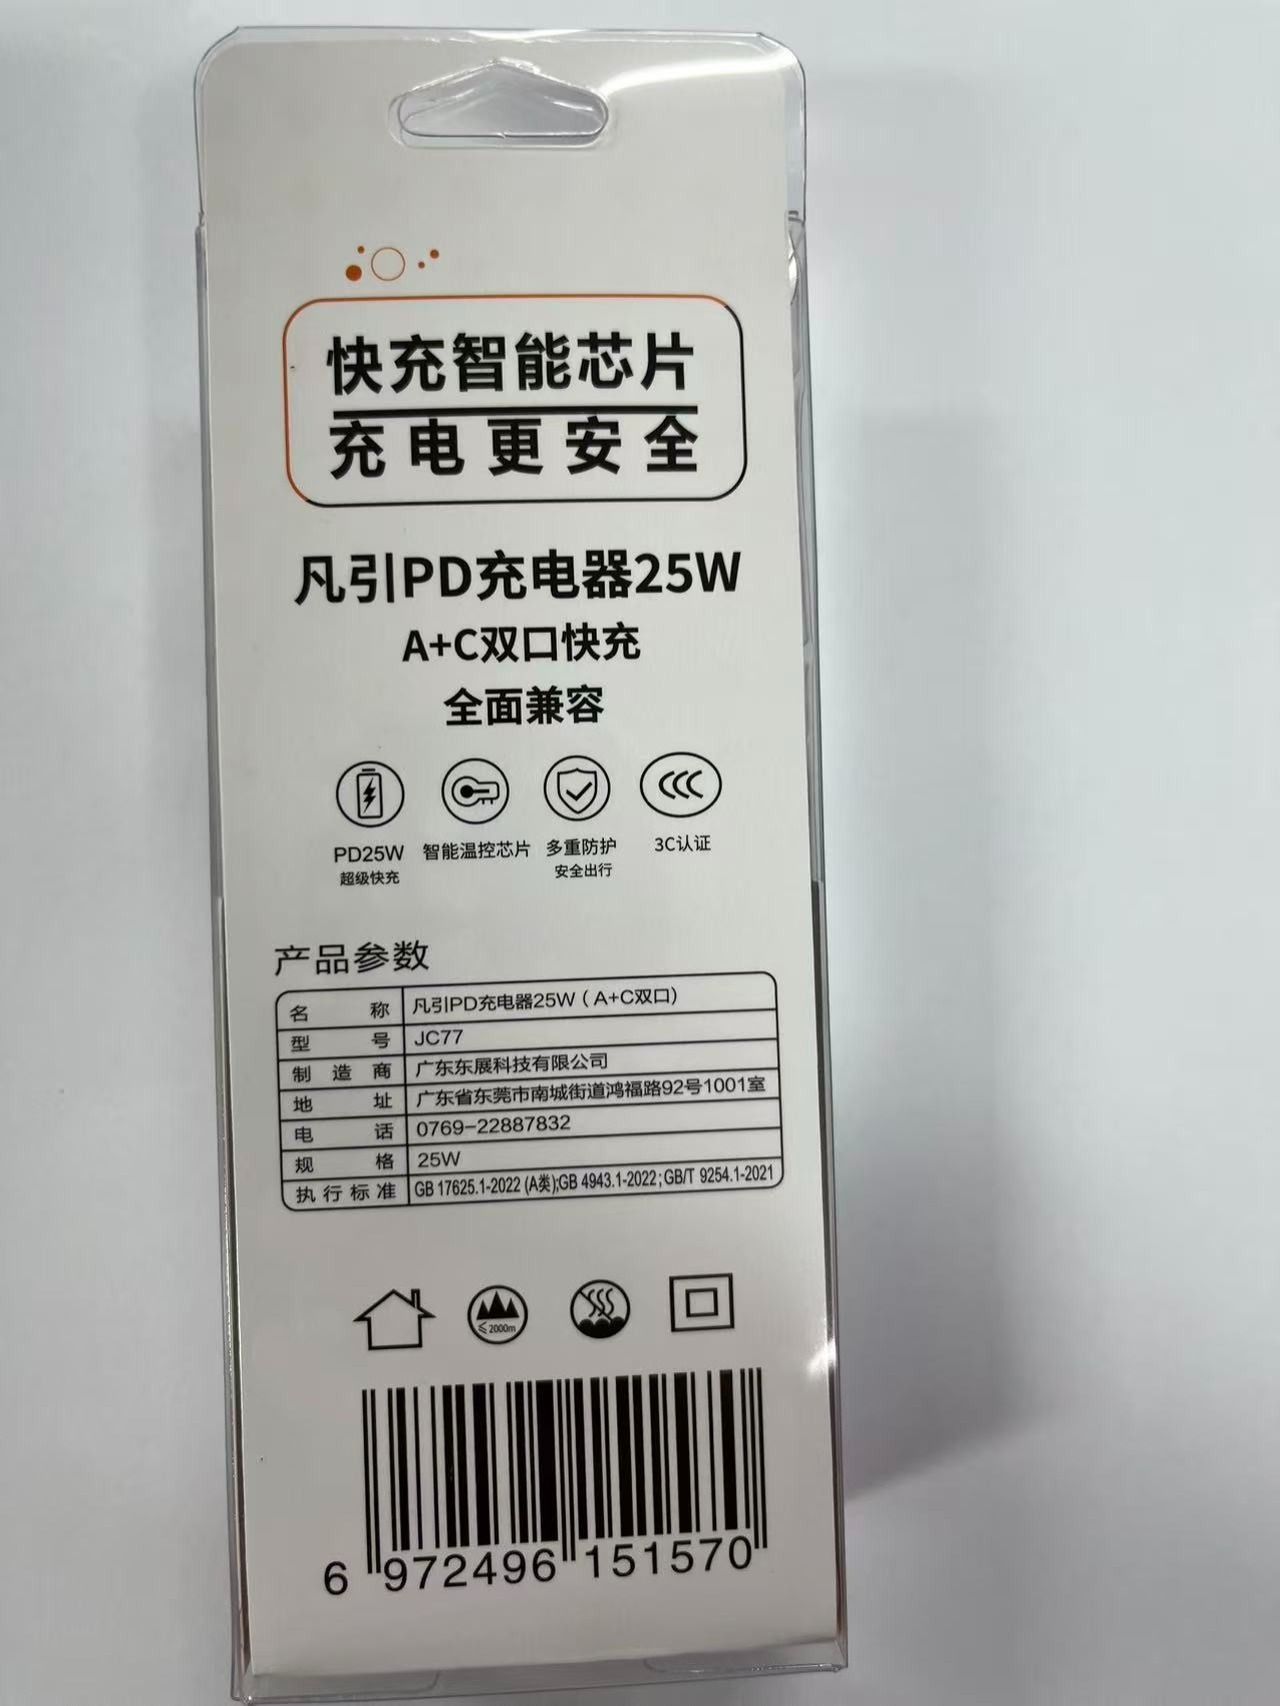 快充智能芯片
充电更安全
凡引PD充电器25W
A+C双口快充
全面兼容
PD25W 智能温控芯片 多重防护 3C认证
超级快充 安全出行
产品参数
名称 凡引PD充电器25W（A+C双口）
型号 JC77
制造商 广东东展科技有限公司
地址 广东省东莞市南城街道鸿福路92号1001室
电话 0769-22887832
规格 25W
执行标准 GB 17625.1-2022 (A类);GB 4943.1-2022; GB/T 9254.1-2021
≤2000m
6 972496 151570